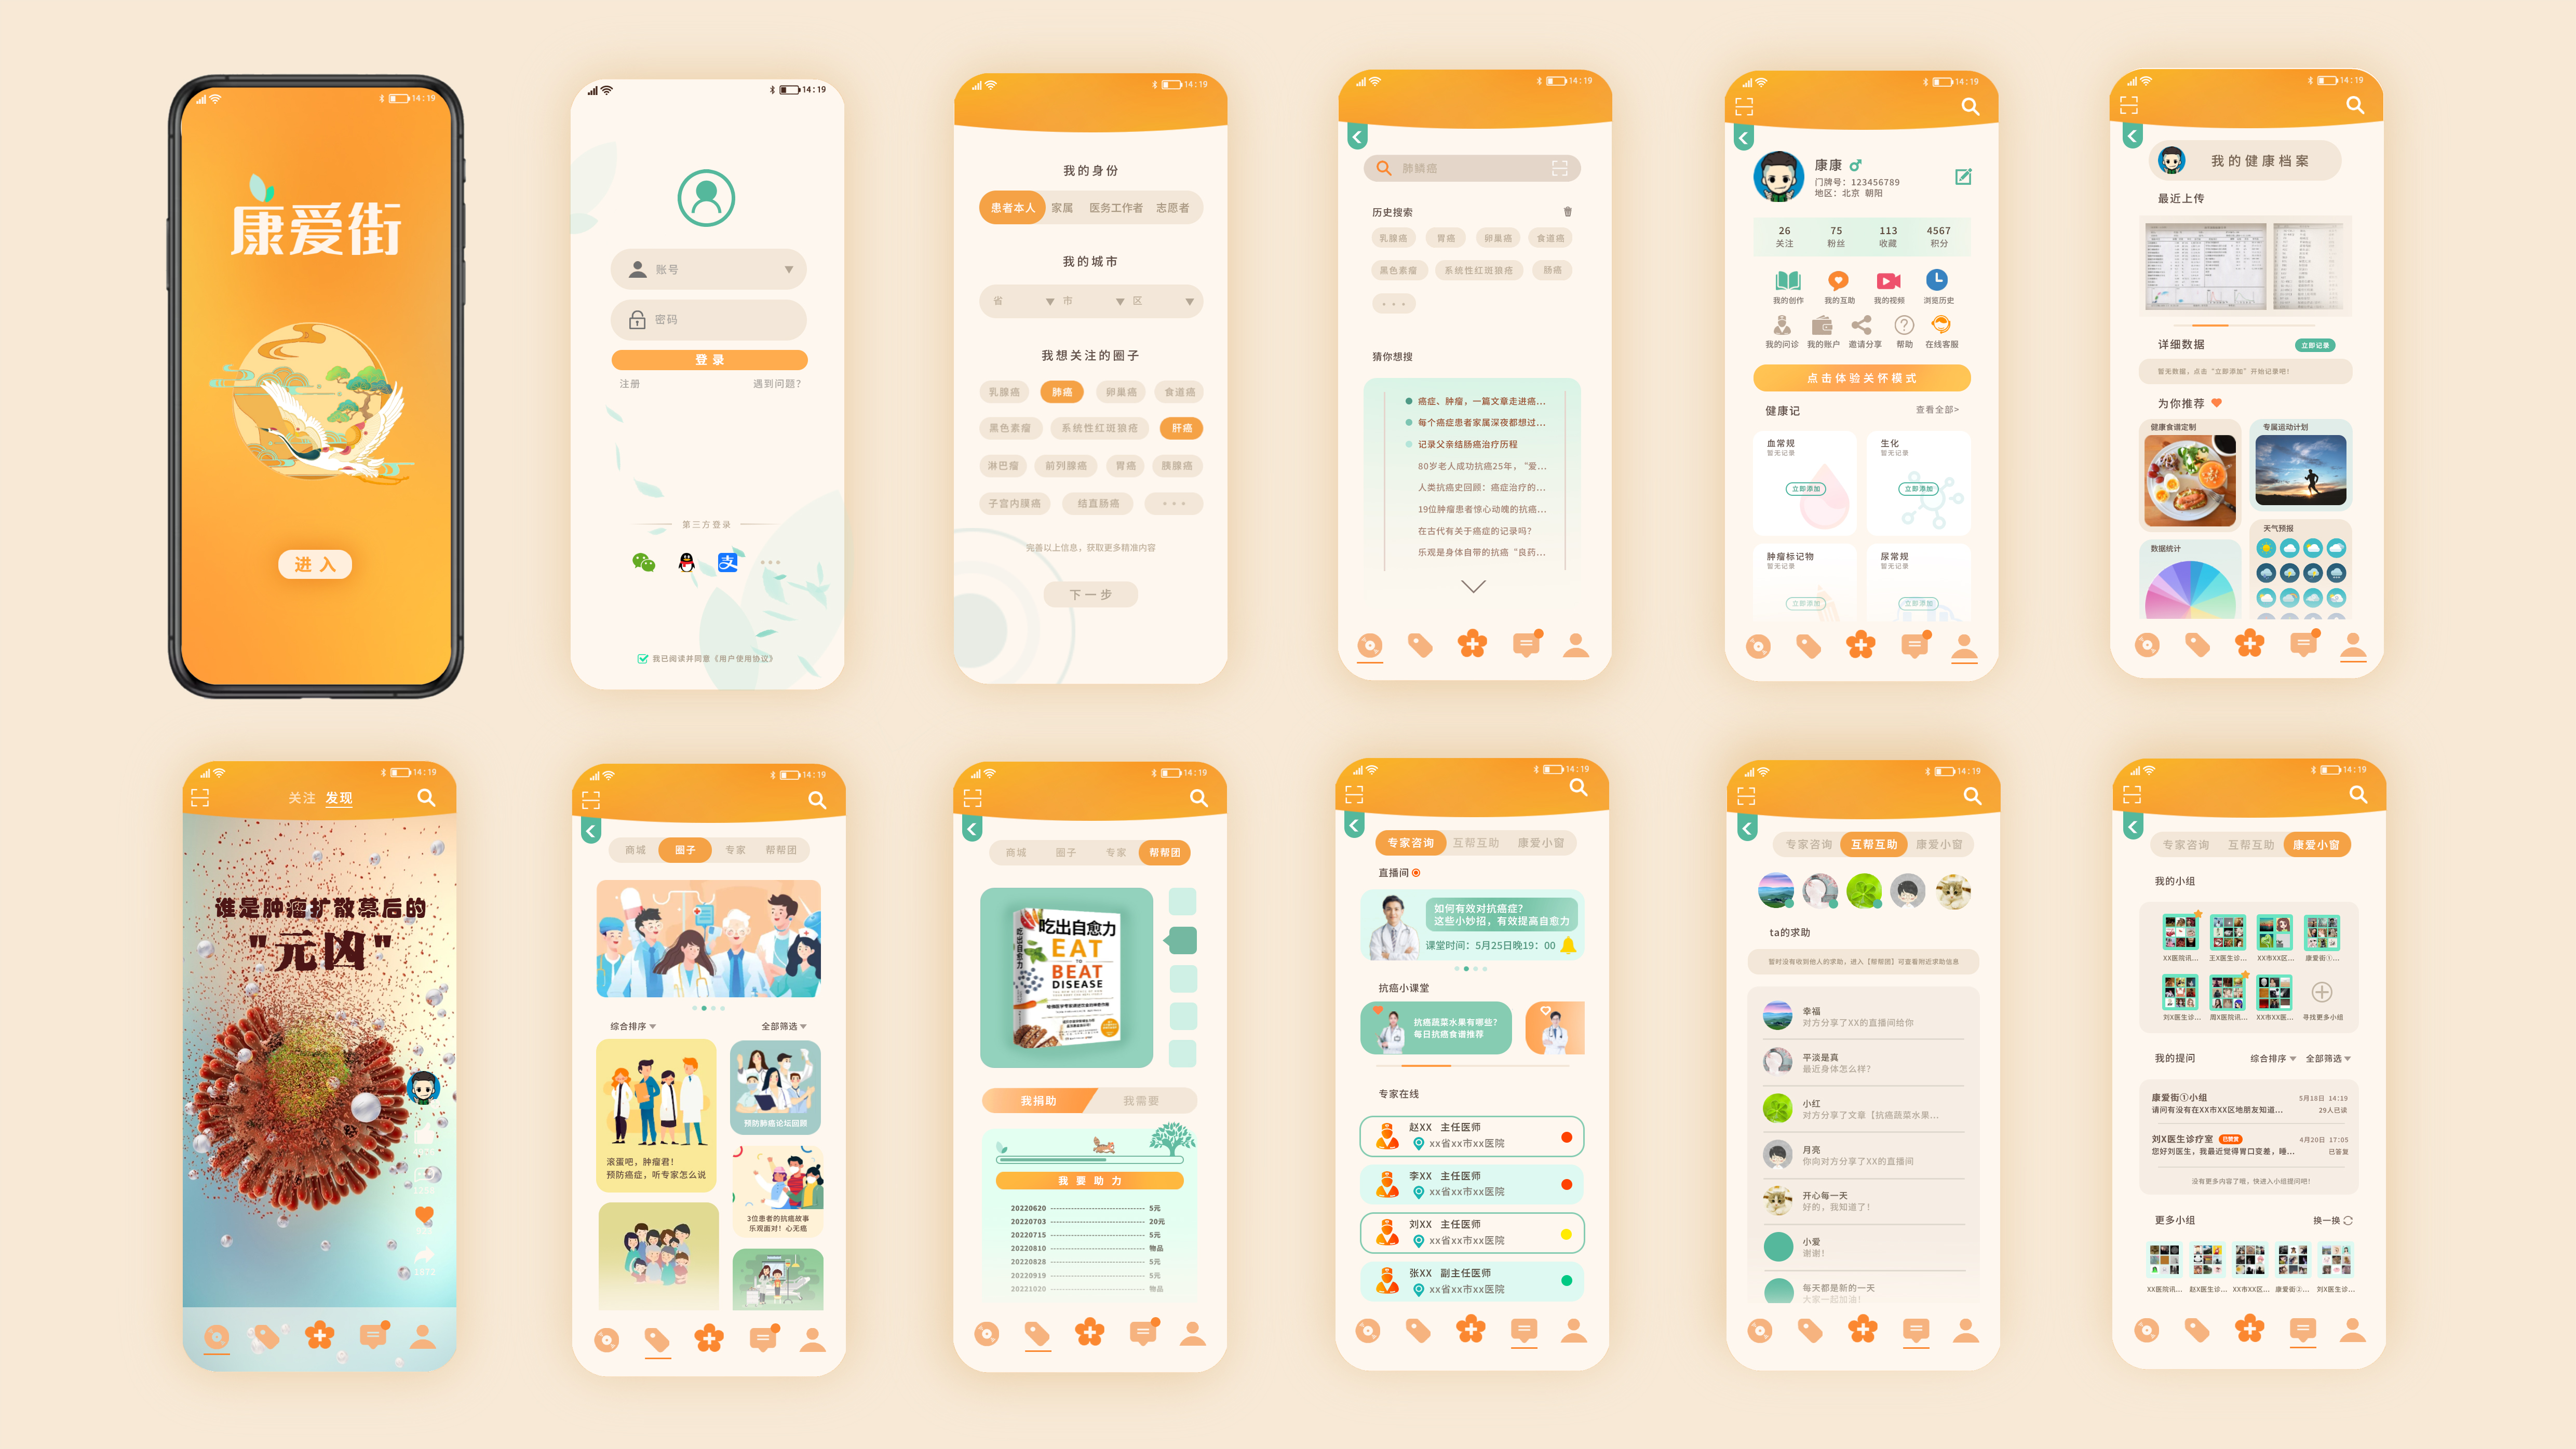 14:19
康爱街
进入
14:19
账号
密码
登录
注册 遇到问题?
第三方登录
我已阅读并同意《用户使用协议》
14:19
我的身份
患者本人 家属 医务工作者 志愿者
我的城市
省 市 区
我想关注的圈子
乳腺癌 肺癌 卵巢癌 食道癌
黑色素瘤 系统性红斑狼疮 肝癌
淋巴瘤 前列腺癌 胃癌 胰腺癌
子宫内膜癌 结直肠癌 ...
完善以上信息，获取更多精准内容
下一步
14:19
肺鳞癌
历史搜索
乳腺癌 胃癌 卵巢癌 食道癌
黑色素瘤 系统性红斑狼疮 肠癌
...
猜你想搜
癌症、肿瘤，一篇文章走进癌...
每个癌症患者家属深夜都想过...
记录父亲结肠癌治疗历程
80岁老人成功抗癌25年，“爱...
人类抗癌史回顾：癌症治疗的...
19位肿瘤患者惊心动魄的抗癌...
在古代有关于癌症的记录吗?
乐观是身体自带的抗癌“良药...
14:19
康康
门牌号：123456789
地区：北京 朝阳
26 75 113 4567
关注 粉丝 收藏 积分
我的创作 我的互助 我的视频 浏览历史
我的问诊 我的账户 邀请分享 帮助 在线客服
点击体验关怀模式
健康记 查看全部>
血常规 生化
暂无记录 暂无记录
立即添加 立即添加
肿瘤标记物 尿常规
暂无记录 暂无记录
立即添加 立即添加
14:19
我的健康档案
最近上传
详细数据 立即记录
暂无数据，点击“立即添加”开始记录吧!
为你推荐
健康食谱定制 专属运动计划
天气预报
数据统计
14:19
关注 发现
谁是肿瘤扩散幕后的
"元凶"
14:19
商城 圈子 专家 帮帮团
综合排序 全部筛选
滚蛋吧，肿瘤君!
预防癌症，听专家怎么说
预防肺癌论坛回顾
3位患者的抗癌故事
乐观面对! 心无癌
14:19
商城 圈子 专家 帮帮团
吃出自愈力
吃出自愈力
EAT
TO
BEAT
DISEASE
我捐助 我需要
我要助力
20220620 5元
20220703 20元
20220715 5元
20220810 物品
20220828 5元
20220919 5元
20221020 物品
14:19
专家咨询 互帮互助 康爱小窗
直播间
如何有效对抗癌症?
这些小妙招，有效提高自愈力
课堂时间：5月25日晚19：00
抗癌小课堂
抗癌蔬菜水果有哪些?
每日抗癌食谱推荐
专家在线
赵XX 主任医师
xx省xx市xx医院
李XX 主任医师
xx省xx市xx医院
刘XX 主任医师
xx省xx市xx医院
张XX 副主任医师
xx省xx市xx医院
14:19
专家咨询 互帮互助 康爱小窗
ta的求助
暂时没有收到他人的求助，进入【帮帮团】可查看附近求助信息
幸福
对方分享了XX的直播间给你
平淡是真
最近身体怎么样?
小红
对方分享了文章【抗癌蔬菜水果...
月亮
你向对方分享了XX的直播间
开心每一天
好的，我知道了!
小爱
谢谢!
每天都是新的一天
大家一起加油!
14:19
专家咨询 互帮互助 康爱小窗
我的小组
XX医院讯... 王X医生诊... XX市XX区... 康爱街①...
刘X医生诊... 周X医院讯... XX市XX医... 寻找更多小组
我的提问 综合排序 全部筛选
康爱街①小组 5月18日 14:19
请问有没有在XX市XX区地朋友知道... 29人已读
刘X医生诊疗室 已回复 4月20日 17:05
您好刘医生，我最近觉得胃口变差，睡... 已答复
没有更多内容了哦，快进入小组提问吧!
更多小组 换一换
XX医院讯... 赵X医生诊... XX市XX区... 康爱街②... 刘X医生诊...